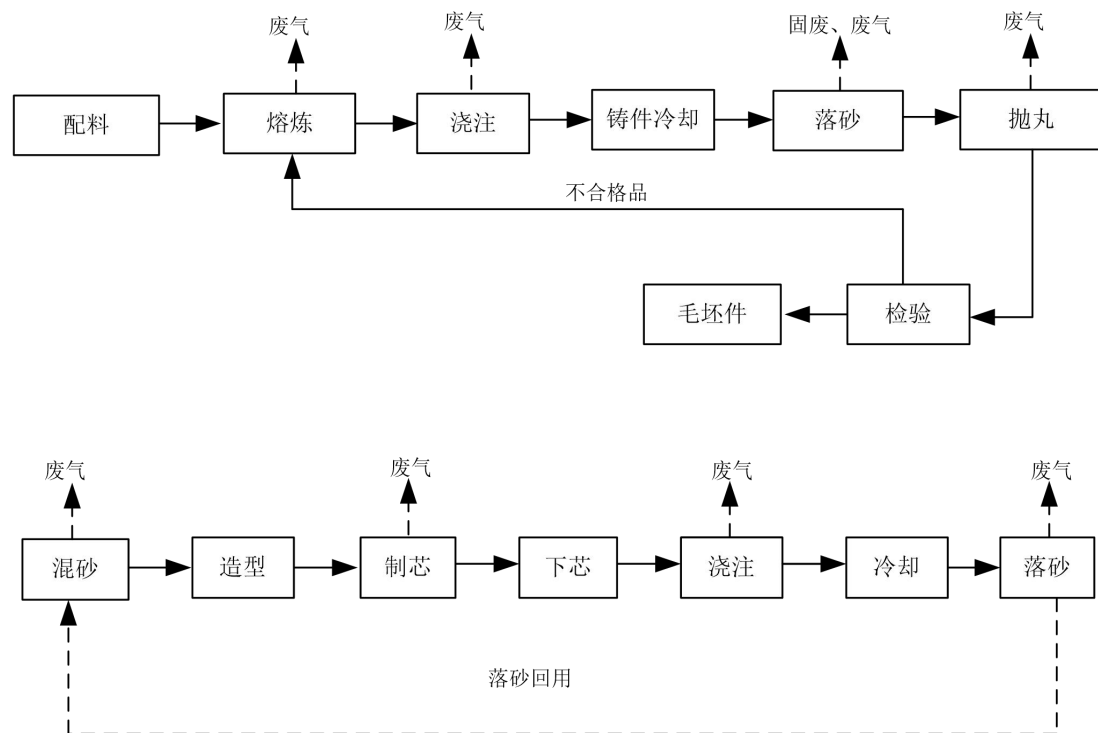 废气
废气
固废、废气
废气
配料
熔炼
浇注
铸件冷却
落砂
抛丸
不合格品
毛坯件
检验
废气
废气
废气
废气
混砂
造型
制芯
下芯
浇注
冷却
落砂
落砂回用